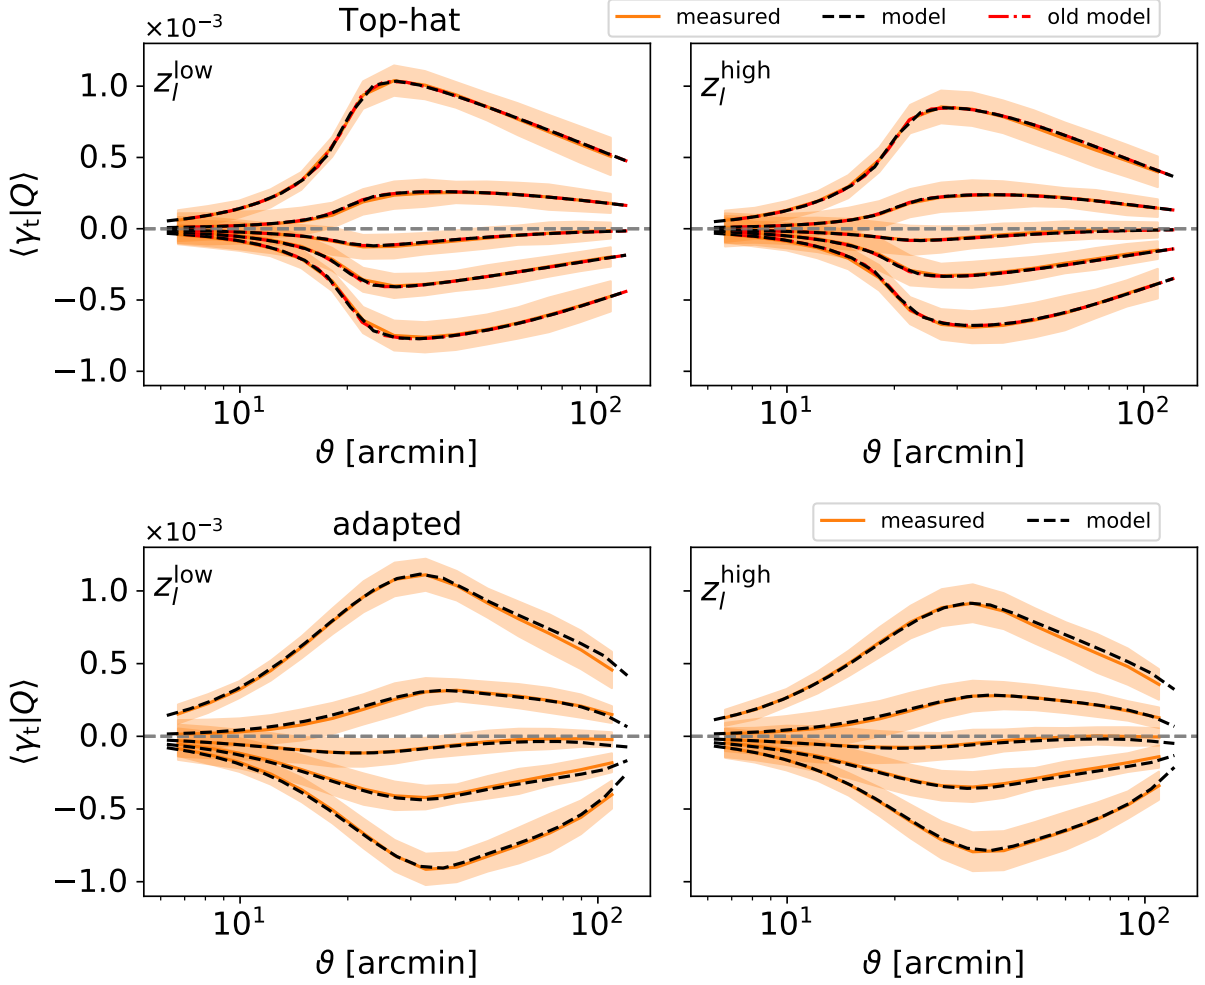 ×10⁻³ Top-hat measured model old model
z_l^low z_l^high
1.0
0.5
0.0
−0.5
−1.0
⟨γ_t|Q⟩
10¹ 10² 10¹ 10²
ϑ [arcmin] ϑ [arcmin]
×10⁻³ adapted measured model
z_l^low z_l^high
1.0
0.5
0.0
−0.5
−1.0
⟨γ_t|Q⟩
10¹ 10² 10¹ 10²
ϑ [arcmin] ϑ [arcmin]